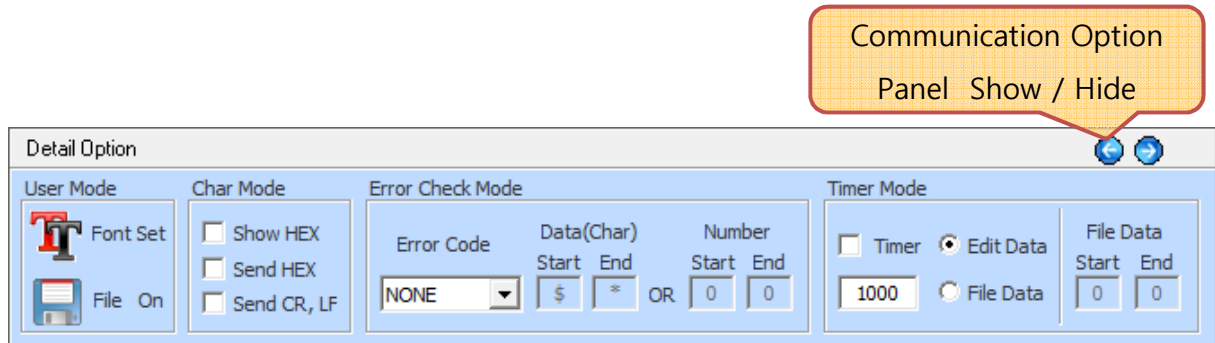 Communication Option
Panel Show / Hide
Detail Option
User Mode
Font Set
File On
Char Mode
Show HEX
Send HEX
Send CR, LF
Error Check Mode
Error Code
NONE
Data(Char)
Start End
$ *
OR
Number
Start End
0 0
Timer Mode
Timer
1000
Edit Data
File Data
File Data
Start End
0 0